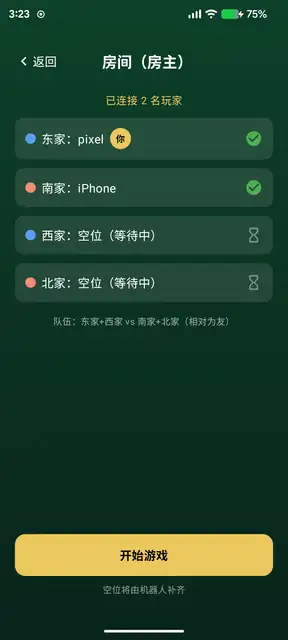 3:23
75%
返回
房间（房主）
已连接 2 名玩家
东家：pixel 你
南家：iPhone
西家：空位（等待中）
北家：空位（等待中）
队伍：东家+西家 vs 南家+北家（相对为友）
开始游戏
空位将由机器人补齐